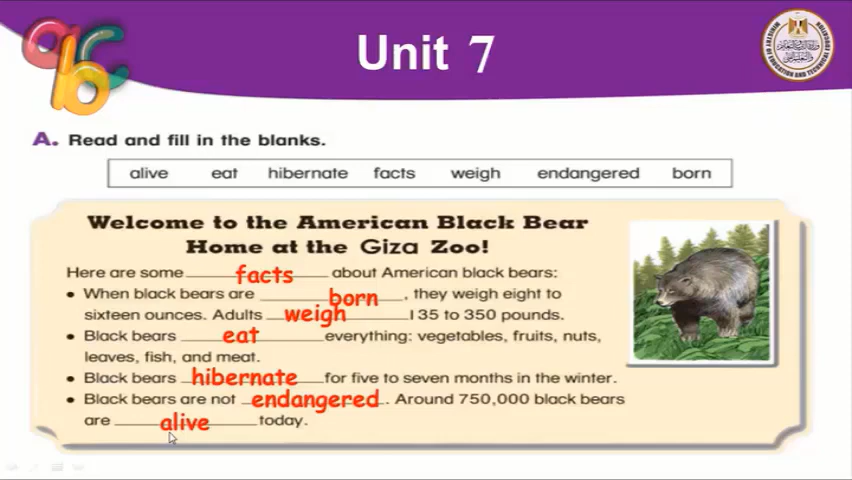 abc
Unit 7
A. Read and fill in the blanks.
alive eat hibernate facts weigh endangered born
Welcome to the American Black Bear
Home at the Giza Zoo!
Here are some facts about American black bears:
• When black bears are born, they weigh eight to
sixteen ounces. Adults weigh 135 to 350 pounds.
• Black bears eat everything: vegetables, fruits, nuts,
leaves, fish, and meat.
• Black bears hibernate for five to seven months in the winter.
• Black bears are not endangered. Around 750,000 black bears
are alive today.